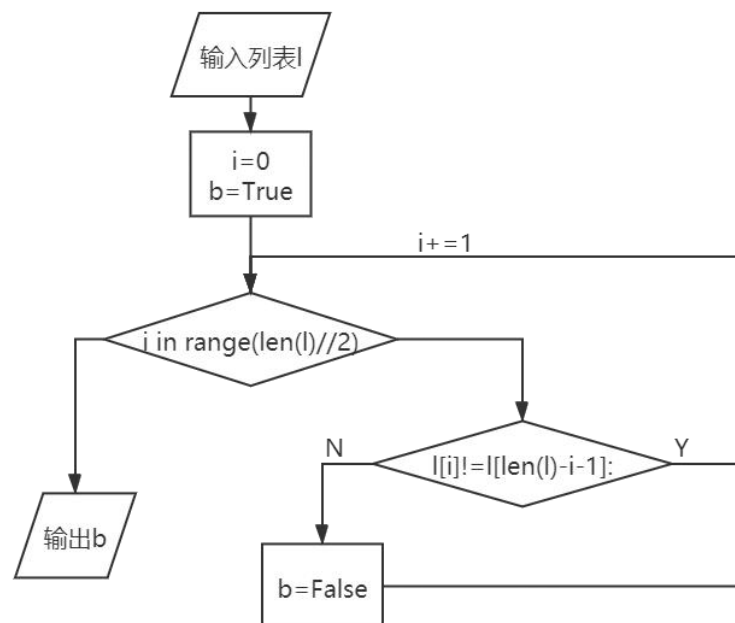 输入列表l
i=0
b=True
i+=1
i in range(len(l)//2)
N
l[i]!=l[len(l)-i-1]:
Y
输出b
b=False